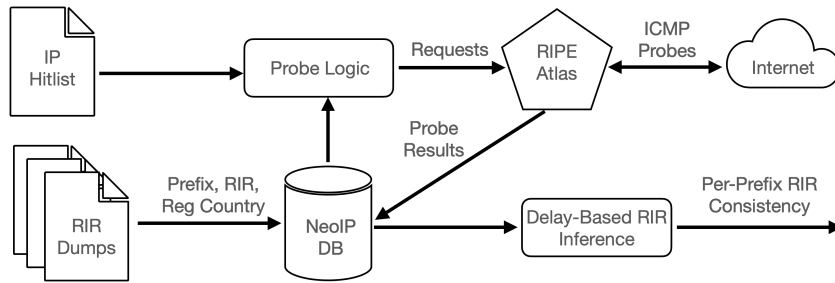 IP
Hitlist
Probe Logic
Requests
RIPE
Atlas
ICMP
Probes
Internet
Probe
Results
RIR
Dumps
Prefix, RIR,
Reg Country
NeoIP
DB
Delay-Based RIR
Inference
Per-Prefix RIR
Consistency